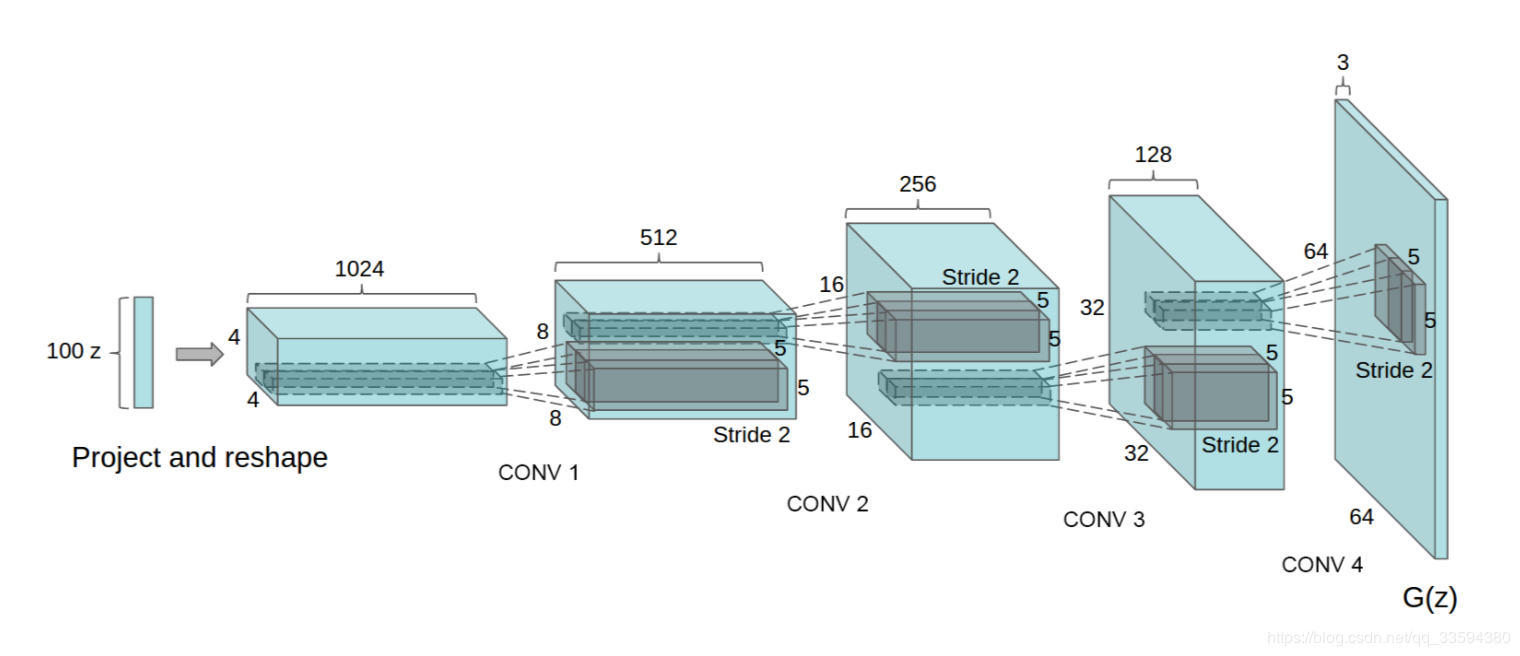 100 z
Project and reshape
1024
4
4
512
8
8
5
5
Stride 2
CONV 1
256
16
16
Stride 2
5
5
CONV 2
128
32
32
5
5
Stride 2
CONV 3
3
64
64
5
5
Stride 2
CONV 4
G(z)
https://blog.csdn.net/qq_33594380